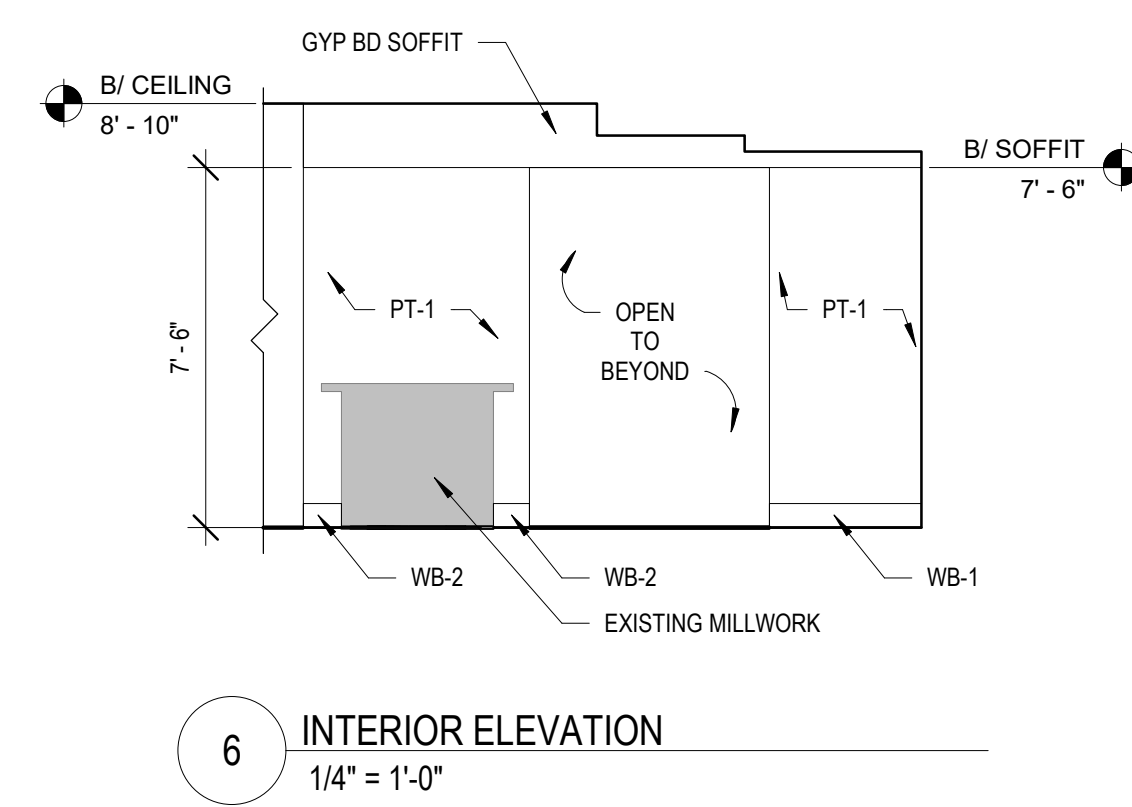 GYP BD SOFFIT
B/ CEILING
8' - 10"
B/ SOFFIT
7' - 6"
7' - 6"
PT-1
OPEN
TO
BEYOND
PT-1
WB-2
WB-2
WB-1
EXISTING MILLWORK
6
INTERIOR ELEVATION
1/4" = 1'-0"